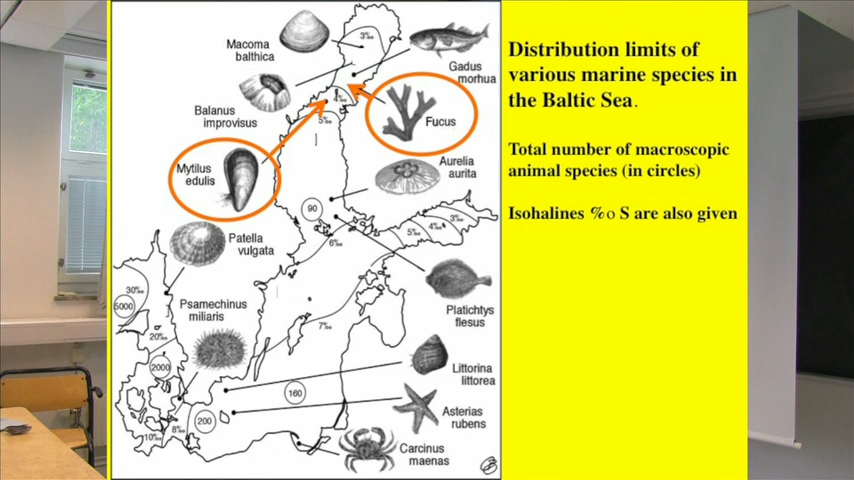 3‰
Macoma
balthica
Gadus
morhua
4‰
Balanus
improvisus
Fucus
5‰
Mytilus
edulis
Aurelia
aurita
90
3‰
4‰
5‰
6‰
Patella
vulgata
30‰
5000
Psamechinus
miliaris
Platichtys
flesus
7‰
20‰
2000
Littorina
littorea
160
200
Asterias
rubens
8‰
10‰
Carcinus
maenas
Distribution limits of
various marine species in
the Baltic Sea.
Total number of macroscopic
animal species (in circles)
Isohalines ‰ S are also given